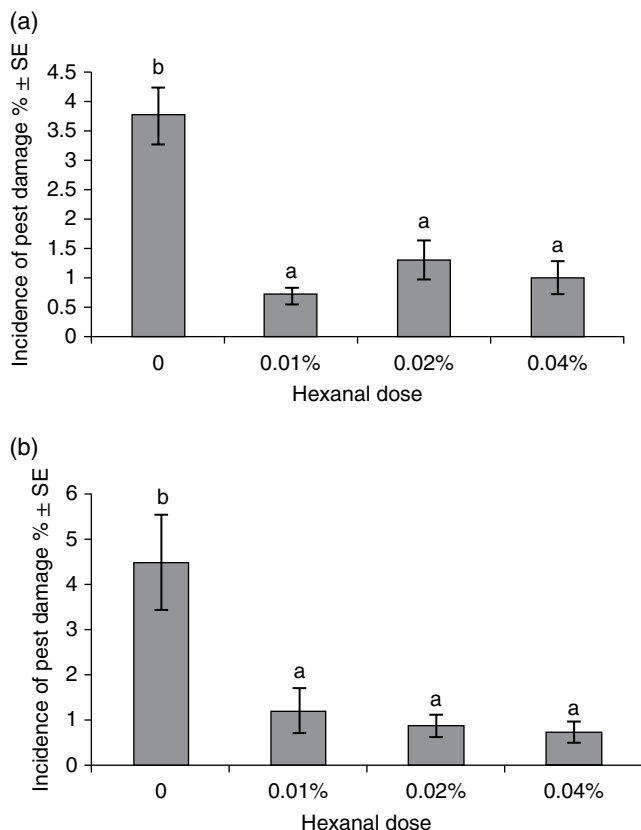 (a)
Incidence of pest damage % ± SE
4.5
4
3.5
3
2.5
2
1.5
1
0.5
0
b
a
a
a
0 0.01% 0.02% 0.04%
Hexanal dose
(b)
Incidence of pest damage % ± SE
6
5
4
3
2
1
0
b
a
a
a
0 0.01% 0.02% 0.04%
Hexanal dose